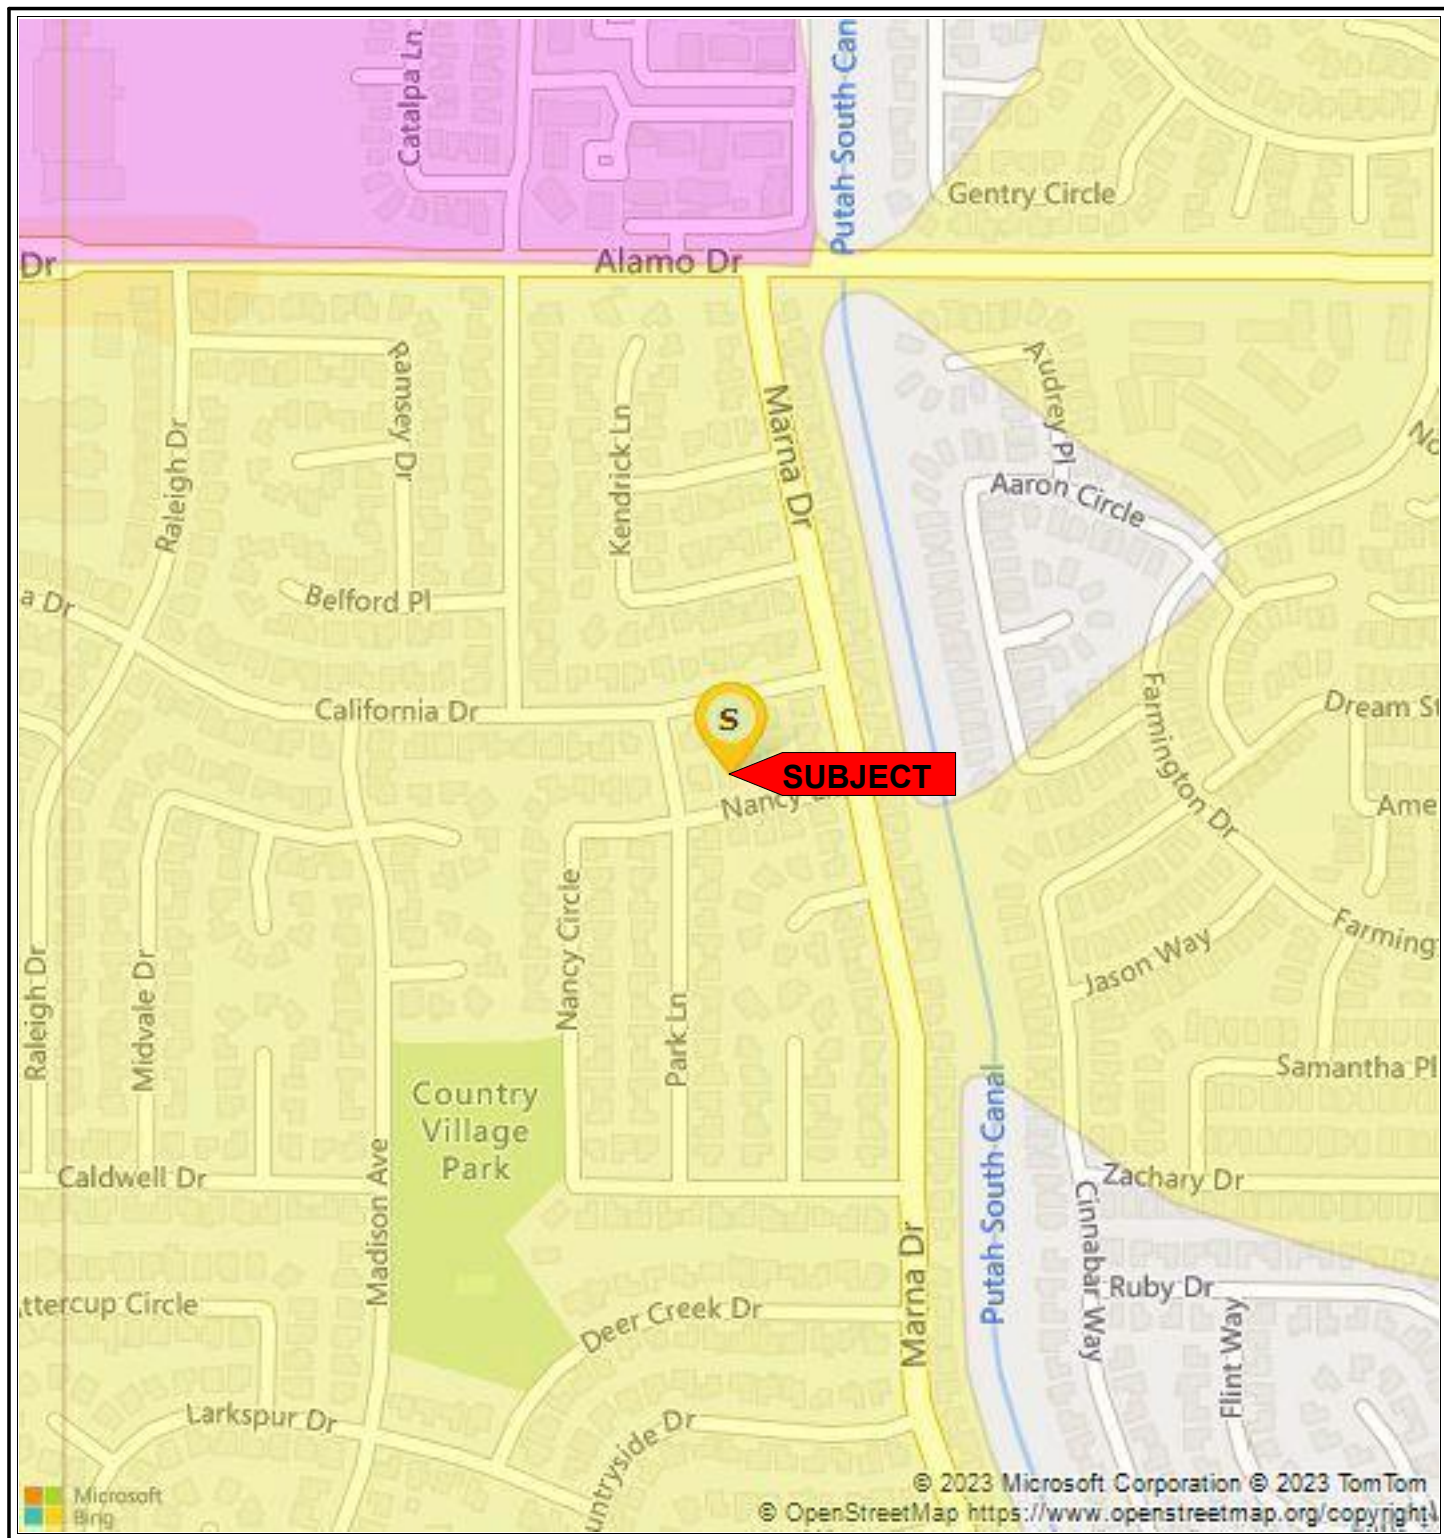 Catalpa Ln
Putah-South-Can
Gentry Circle
Dr
Alamo Dr
Ramsey Dr
Audrey Pl
Marna Dr
Kendrick Ln
Raleigh Dr
No
Aaron Circle
a Dr
Belford Pl
California Dr
S
SUBJECT
Nancy
Farmington Dr
Dream St
Ame
Nancy Circle
Farming
Jason Way
Raleigh Dr
Midvale Dr
Park Ln
Samantha Pl
Country
Village
Park
Putah-South-Canal
Caldwell Dr
Madison Ave
Zachary Dr
Cinnabar Way
Ruby Dr
Flint Way
ttercup Circle
Deer Creek Dr
Marna Dr
Larkspur Dr
untryside Dr
Microsoft
Bing
© 2023 Microsoft Corporation © 2023 TomTom
© OpenStreetMap https://www.openstreetmap.org/copyright